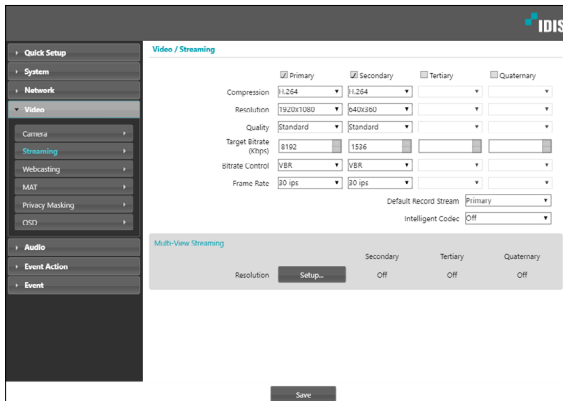 IDIS
Quick Setup
System
Network
Video
Camera
Streaming
Webcasting
MAT
Privacy Masking
OSD
Audio
Event Action
Event
Video / Streaming
Primary Secondary Tertiary Quaternary
Compression H.264 H.264
Resolution 1920x1080 640x360
Quality Standard Standard
Target Bitrate
(Kbps) 8192 1536
Bitrate Control VBR VBR
Frame Rate 30 ips 30 ips
Default Record Stream Primary
Intelligent Codec Off
Multi-View Streaming
Secondary Tertiary Quaternary
Resolution Setup... Off Off Off
Save